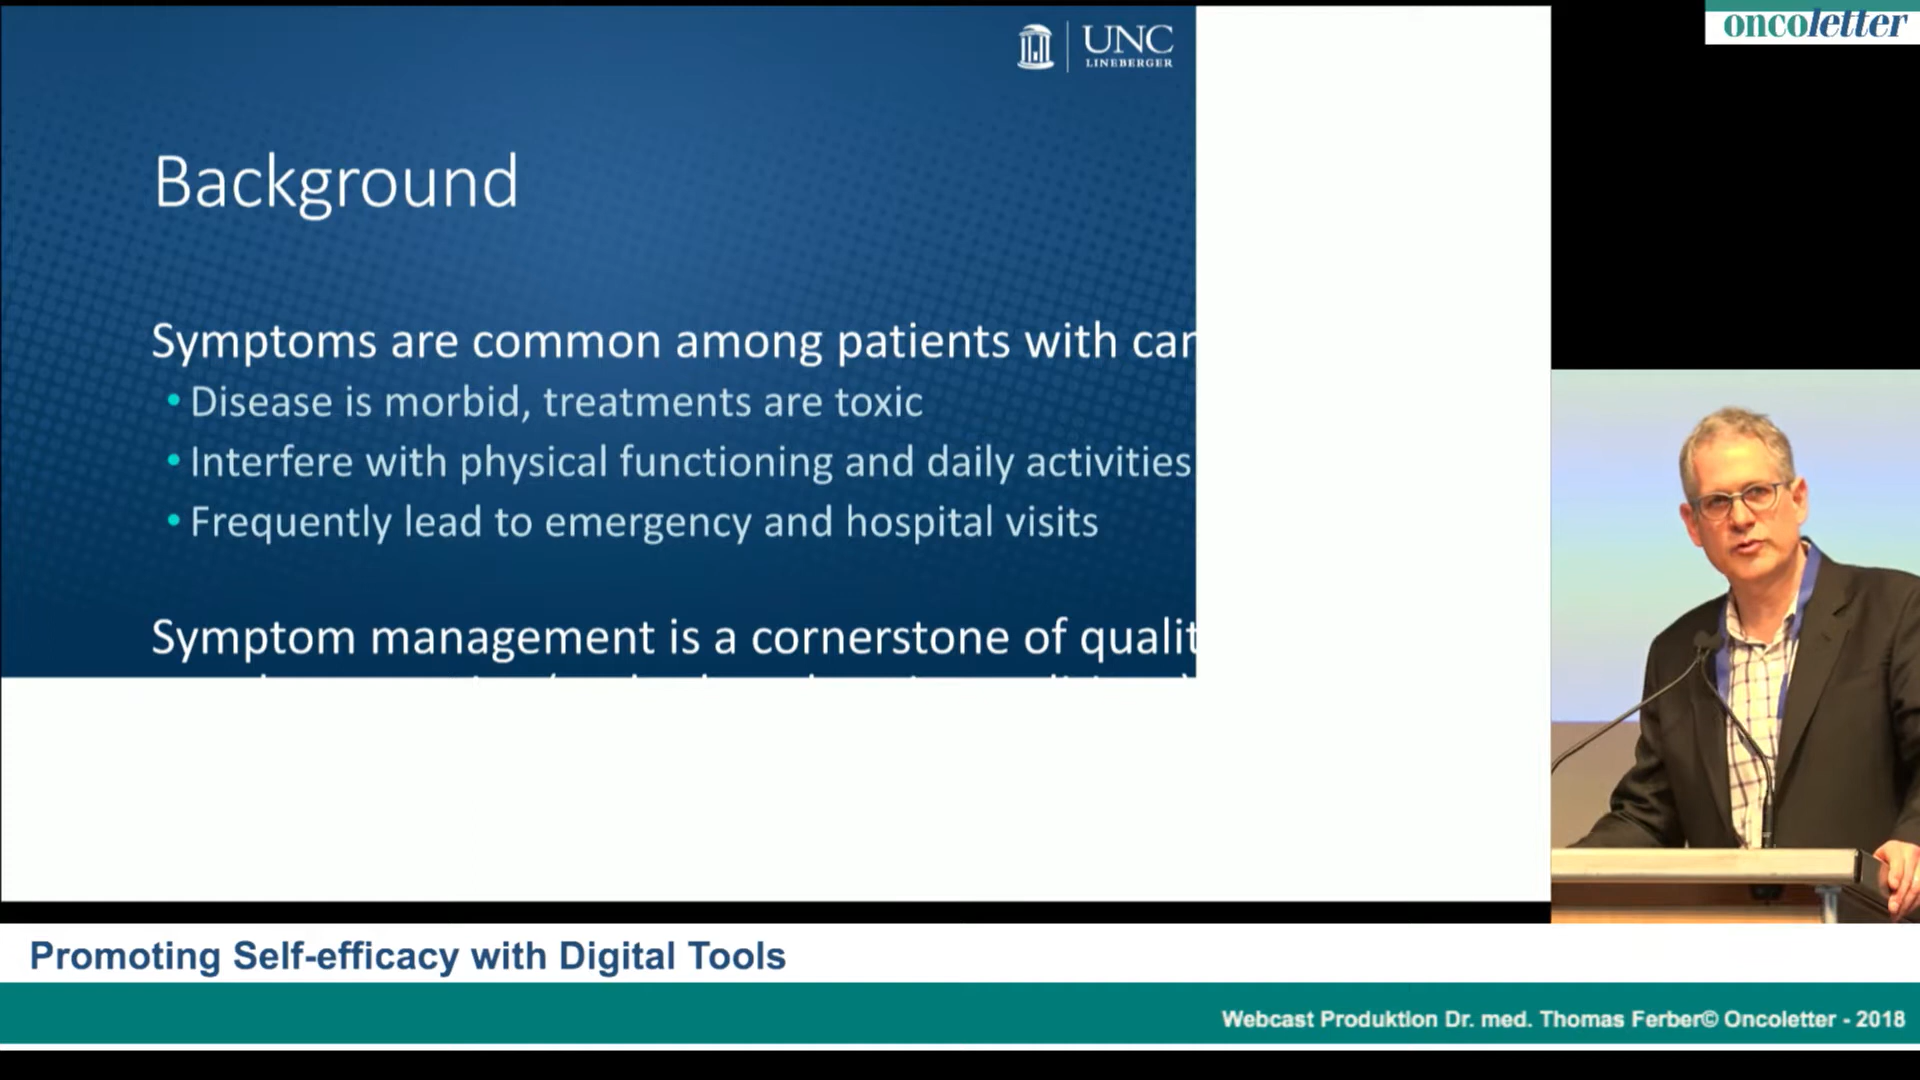 oncoletter
UNC
LINEBERGER
Background
Symptoms are common among patients with
Disease is morbid, treatments are toxic
Interfere with physical functioning and daily activities
Frequently lead to emergency and hospital visits
Symptom management is a cornerstone of
Promoting Self-efficacy with Digital Tools
Webcast Produktion Dr. med. Thomas Ferber© Oncoletter - 2018